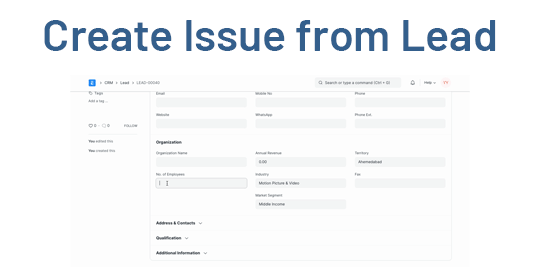 Create Issue from Lead
E > CRM > Lead > LEAD-00045
Search or type a command (Ctrl + G)
Help
YV
Tags
Add a tag ...
0 0 FOLLOW
You edited this
You created this
Email Mobile No Phone
Website WhatsApp Phone Ext.
Organization
Organization Name Annual Revenue Territory
0.00 Ahmedabad
No. of Employees Industry Fax
1 Motion Picture & Video
Market Segment
Middle Income
Address & Contacts
Qualification
Additional Information